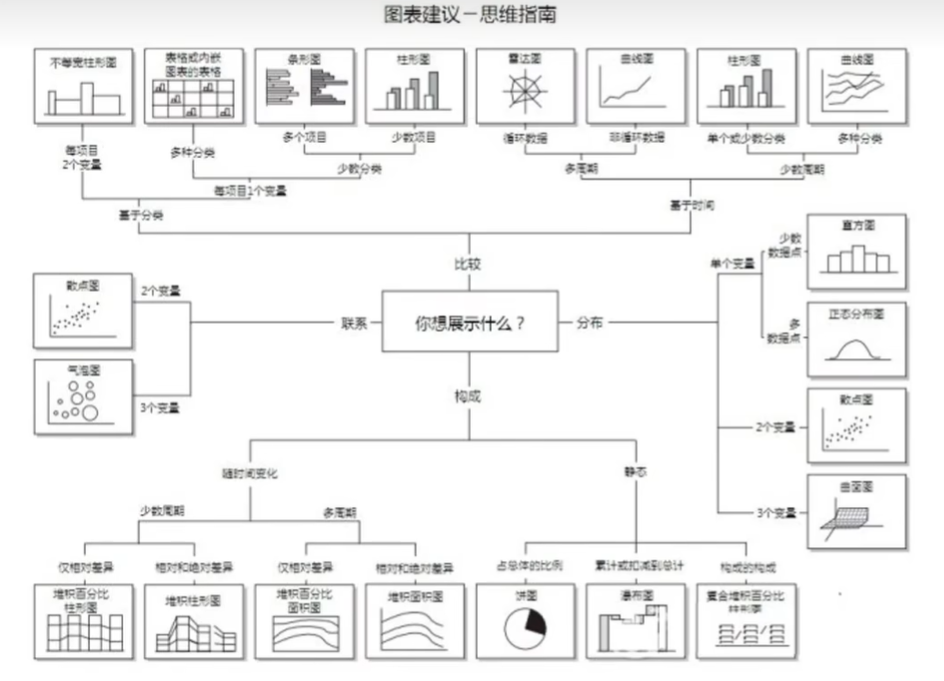 图表建议－思维指南
不等宽柱形图
表格或内嵌
图表的表格
条形图
柱形图
雷达图
曲线图
柱形图
曲线图
每项目
2个变量
多种分类
多个项目
少数项目
循环数据
非循环数据
单个或少数分类
多种分类
少数分类
多周期
少数周期
每项目1个变量
基于分类
基于时间
比较
散点图
2个变量
气泡图
3个变量
联系
你想展示什么？
分布
单个变量
少数
数据点
直方图
多
数据点
正态分布图
2个变量
散点图
3个变量
曲面图
构成
随时间变化
静态
少数周期
多周期
仅相对差异
相对和绝对差异
仅相对差异
相对和绝对差异
占总体的比例
累计或扣减到总计
构成的构成
堆积百分比
柱形图
堆积柱形图
堆积百分比
面积图
堆积面积图
饼图
瀑布图
复合堆积百分比
柱形图